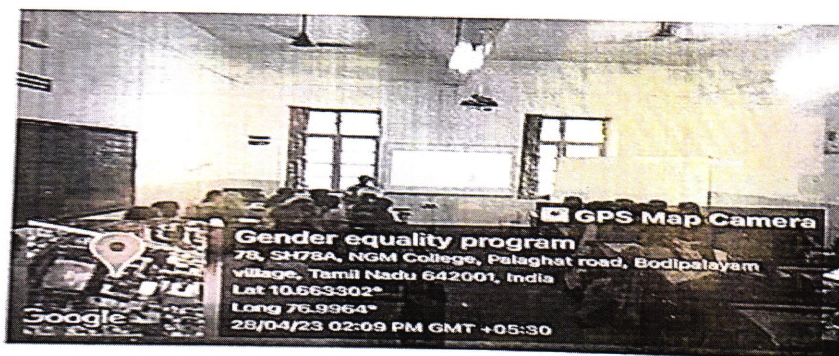 GPS Map Camera
Gender equality program
78, SH78A, NGM College, Palaghat road, Bodipalayam
village, Tamil Nadu 642001, India
Lat 10.663302°
Long 76.9964°
28/04/23 02:09 PM GMT +05:30
Google